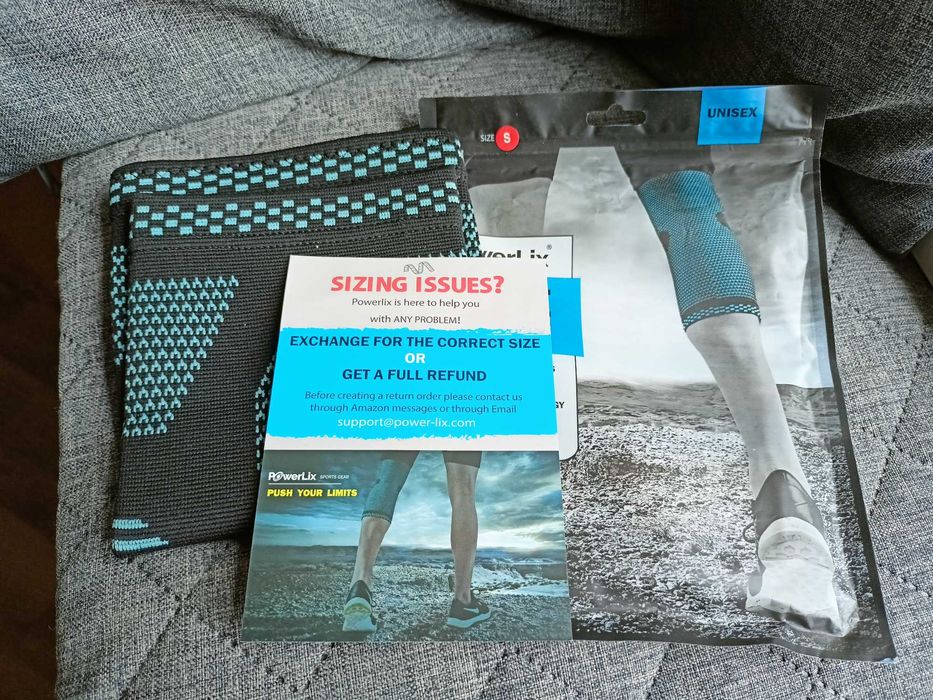 SIZE S
UNISEX
SIZING ISSUES?
Powerlix is here to help you
with ANY PROBLEM!
EXCHANGE FOR THE CORRECT SIZE
OR
GET A FULL REFUND
Before creating a return order please contact us
through Amazon messages or through Email
support@power-lix.com
PowerLix SPORTS GEAR
PUSH YOUR LIMITS